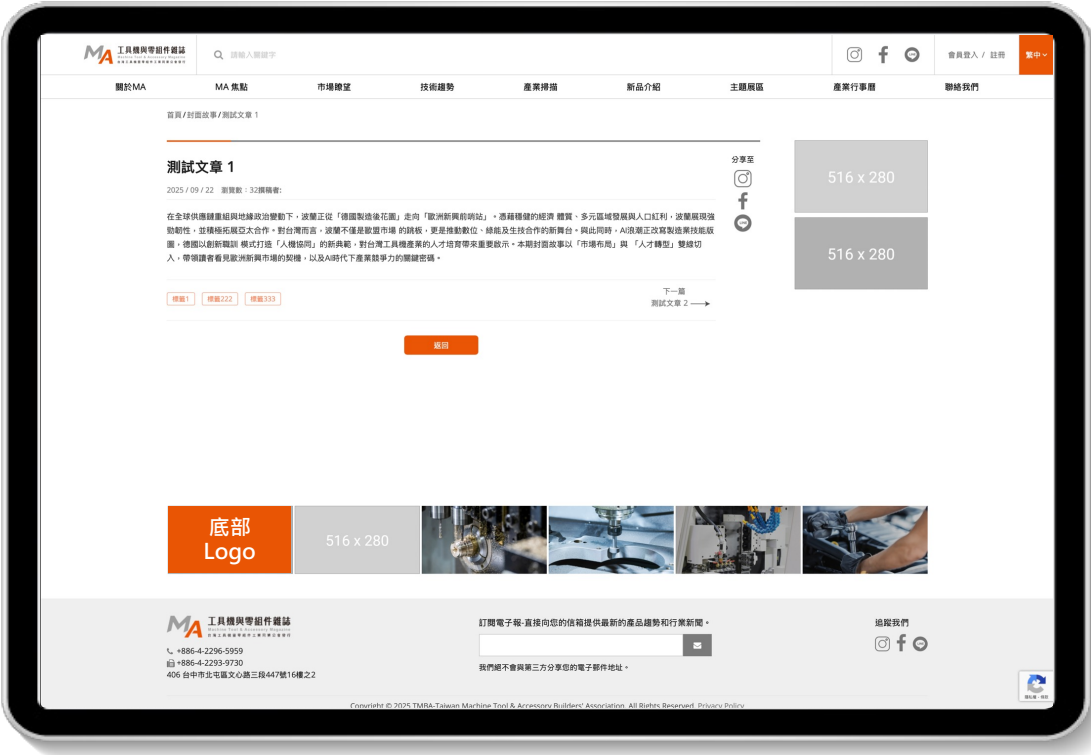 MA 工具機與零組件雜誌
請輸入關鍵字
會員登入 / 註冊
繁中
關於MA MA 焦點 市場瞭望 技術趨勢 產業掃描 新品介紹 主題展區 產業行事曆 聯絡我們
首頁/封面故事/測試文章 1
測試文章 1
2025 / 09 / 22 瀏覽數：32撰稿者:
在全球供應鏈重組與地緣政治變動下，波蘭正從「德國製造後花園」走向「歐洲新興前哨站」。憑藉穩健的經濟 體質、多元區域發展與人口紅利，波蘭展現強
勁韌性，並積極拓展亞太合作。對台灣而言，波蘭不僅是歐盟市場 的跳板，更是推動數位、綠能及生技合作的新舞台。與此同時，AI浪潮正改寫製造業技能版
圖，德國以創新職訓 模式打造「人機協同」的新典範，對台灣工具機產業的人才培育帶來重要啟示。本期封面故事以「市場布局」與 「人才轉型」雙線切
入，帶領讀者看見歐洲新興市場的契機，以及AI時代下產業競爭力的關鍵密碼。
分享至
516 x 280
516 x 280
標籤1 標籤222 標籤333
下一篇
測試文章 2
返回
底部
Logo
516 x 280
MA 工具機與零組件雜誌
+886-4-2296-5959
+886-4-2293-9730
406 台中市北屯區文心路三段447號16樓之2
訂閱電子報-直接向您的信箱提供最新的產品趨勢和行業新聞。
我們絕不會與第三方分享您的電子郵件地址。
追蹤我們
Copyright © 2025 TMBA-Taiwan Machine Tool & Accessory Builders' Association. All Rights Reserved. Privacy Policy